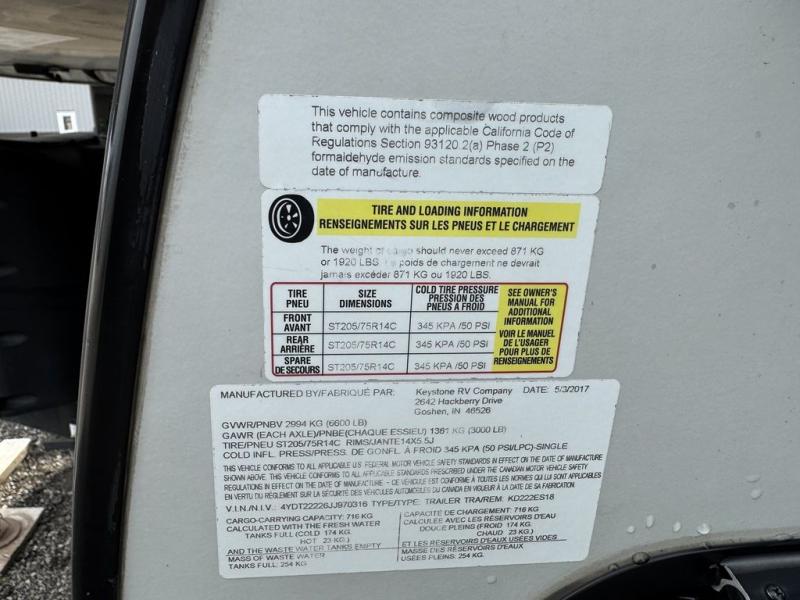 This vehicle contains composite wood products
that comply with the applicable California Code of
Regulations Section 93120.2(a) Phase 2 (P2)
formaldehyde emission standards specified on the
date of manufacture.
TIRE AND LOADING INFORMATION
RENSEIGNEMENTS SUR LES PNEUS ET LE CHARGEMENT
The weight of cargo should never exceed 871 KG
or 1920 LBS. Le poids de chargement ne devrait
jamais excéder 871 KG ou 1920 LBS.
TIRE
PNEU
SIZE
DIMENSIONS
COLD TIRE PRESSURE
PRESSION DES
PNEUS A FROID
SEE OWNER'S
MANUAL FOR
ADDITIONAL
INFORMATION
VOIR LE MANUEL
DE L'USAGER
POUR PLUS DE
RENSEIGNEMENTS
FRONT
AVANT
ST205/75R14C
345 KPA /50 PSI
REAR
ARRIÈRE
ST205/75R14C
345 KPA /50 PSI
SPARE
DE SECOURS
ST205/75R14C
345 KPA /50 PSI
MANUFACTURED BY/FABRIQUÉ PAR: Keystone RV Company DATE: 5/3/2017
2642 Hackberry Drive
Goshen, IN 46526
GVWR/PNBV 2994 KG (6600 LB)
GAWR (EACH AXLE)/PNBE(CHAQUE ESSIEU) 1361 KG (3000 LB)
TIRE/PNEU ST205/75R14C RIMS/JANTE14X5.5J
COLD INFL. PRESS/PRESS. DE GONFL. À FROID 345 KPA (50 PSI/LPC)-SINGLE
THIS VEHICLE CONFORMS TO ALL APPLICABLE U.S. FEDERAL MOTOR VEHICLE SAFETY STANDARDS IN EFFECT ON THE DATE OF MANUFACTURE
SHOWN ABOVE. THIS VEHICLE CONFORMS TO ALL APPLICABLE STANDARDS PRESCRIBED UNDER THE CANADIAN MOTOR VEHICLE SAFETY
REGULATIONS IN EFFECT ON THE DATE OF MANUFACTURE - CE VÉHICULE EST CONFORME À TOUTES LES NORMES QUI LUI SONT APPLICABLES
EN VERTU DU RÈGLEMENT SUR LA SÉCURITÉ DES VÉHICULES AUTOMOBILES DU CANADA EN VIGUEUR À LA DATE DE SA FABRICATION.
V.I.N./N.I.V.: 4YDT22226JJ970316 TYPE/TYPE: TRAILER TRA/REM. KD222ES18
CARGO-CARRYING CAPACITY: 716 KG
CALCULATED WITH THE FRESH WATER
TANKS FULL (COLD 174 KG.
HOT 23 KG.)
AND THE WASTE WATER TANKS EMPTY
MASS OF WASTE WATER
TANKS FULL: 254 KG
CAPACITÉ DE CHARGEMENT: 716 KG
CALCULÉE AVEC LES RÉSERVOIRS D'EAU
DOUCE PLEINS (FROID 174 KG.
CHAUD 23 KG.)
ET LES RÉSERVOIRS D'EAUX USÉES VIDES
MASSE DES RÉSERVOIRS D'EAUX
USÉES PLEINS: 254 KG.